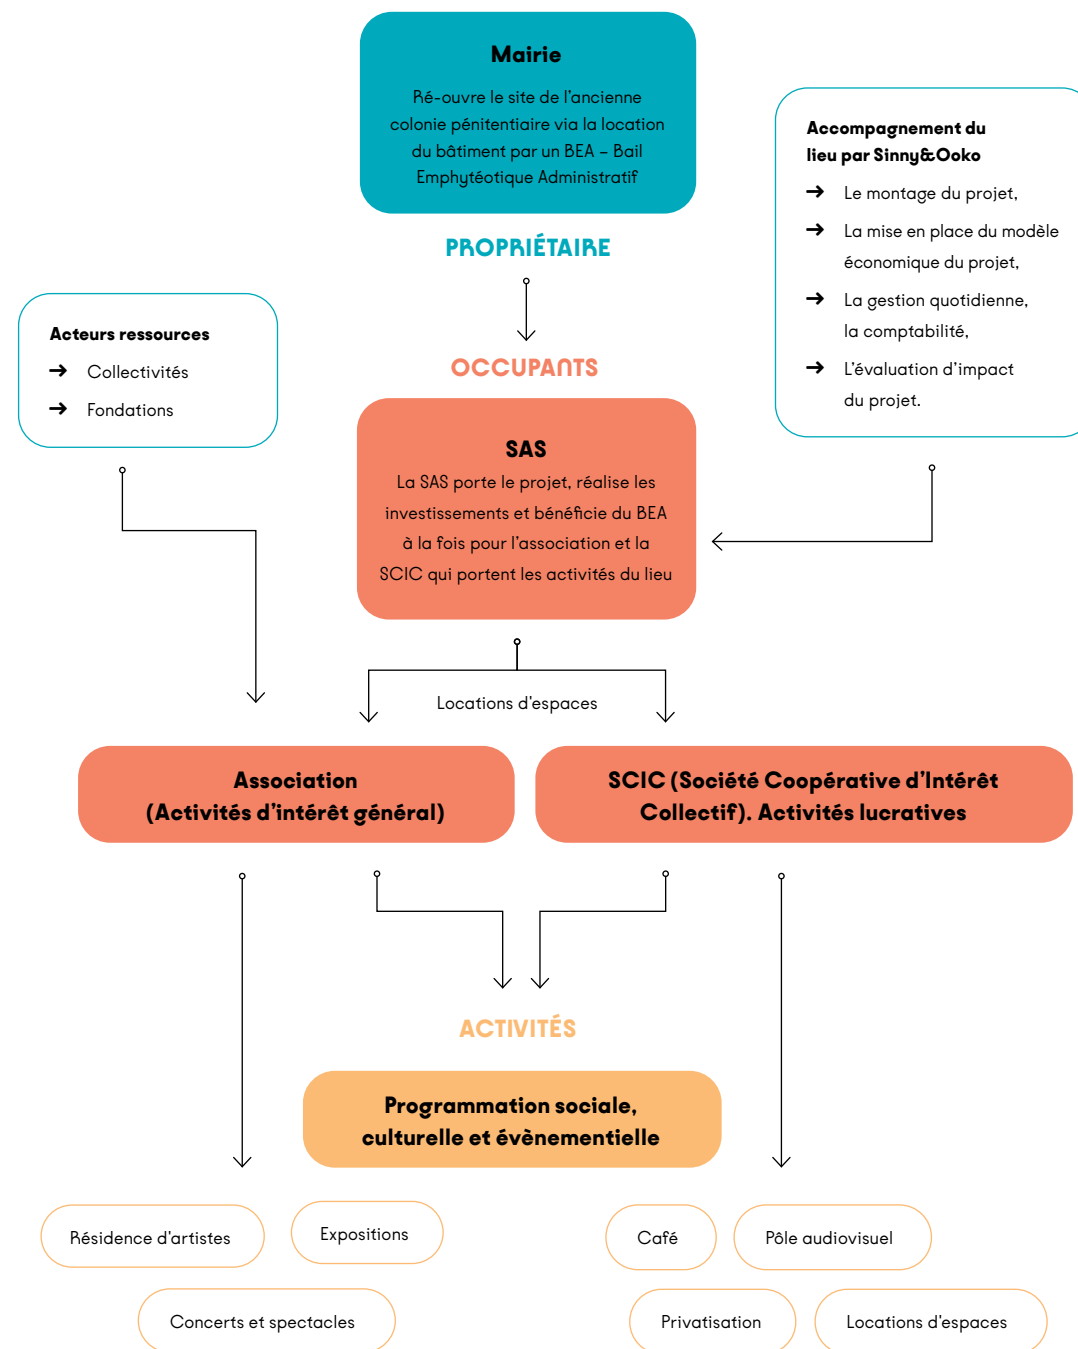 Mairie
Ré-ouvre le site de l'ancienne
colonie pénitentiaire via la location
du bâtiment par un BEA – Bail
Emphytéotique Administratif
PROPRIÉTAIRE
Accompagnement du
lieu par Sinny&Ooko
→ Le montage du projet,
→ La mise en place du modèle
économique du projet,
→ La gestion quotidienne,
la comptabilité,
→ L'évaluation d'impact
du projet.
Acteurs ressources
→ Collectivités
→ Fondations
OCCUPANTS
SAS
La SAS porte le projet, réalise les
investissements et bénéficie du BEA
à la fois pour l'association et la
SCIC qui portent les activités du lieu
Locations d'espaces
Association
(Activités d'intérêt général)
SCIC (Société Coopérative d'Intérêt
Collectif). Activités lucratives
ACTIVITÉS
Programmation sociale,
culturelle et évènementielle
Résidence d'artistes
Expositions
Concerts et spectacles
Café
Pôle audiovisuel
Privatisation
Locations d'espaces